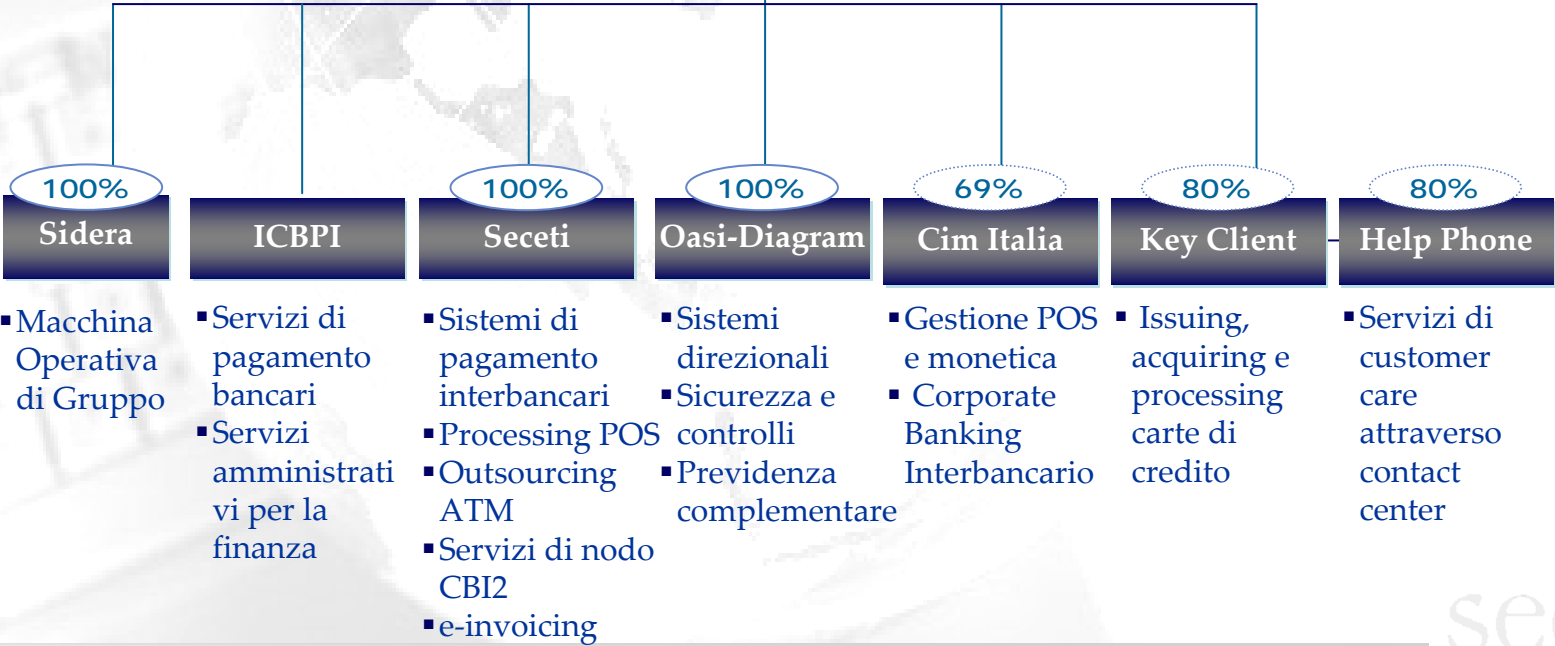 100%
Sidera
▪Macchina
Operativa
di Gruppo
ICBPI
▪Servizi di
pagamento
bancari
▪Servizi
amministrati
vi per la
finanza
100%
Seceti
▪Sistemi di
pagamento
interbancari
▪Processing POS
▪Outsourcing
ATM
▪Servizi di nodo
CBI2
▪e-invoicing
100%
Oasi-Diagram
▪Sistemi
direzionali
▪Sicurezza e
controlli
▪Previdenza
complementare
69%
Cim Italia
▪Gestione POS
e monetica
▪ Corporate
Banking
Interbancario
80%
Key Client
▪ Issuing,
acquiring e
processing
carte di
credito
80%
Help Phone
▪Servizi di
customer
care
attraverso
contact
center